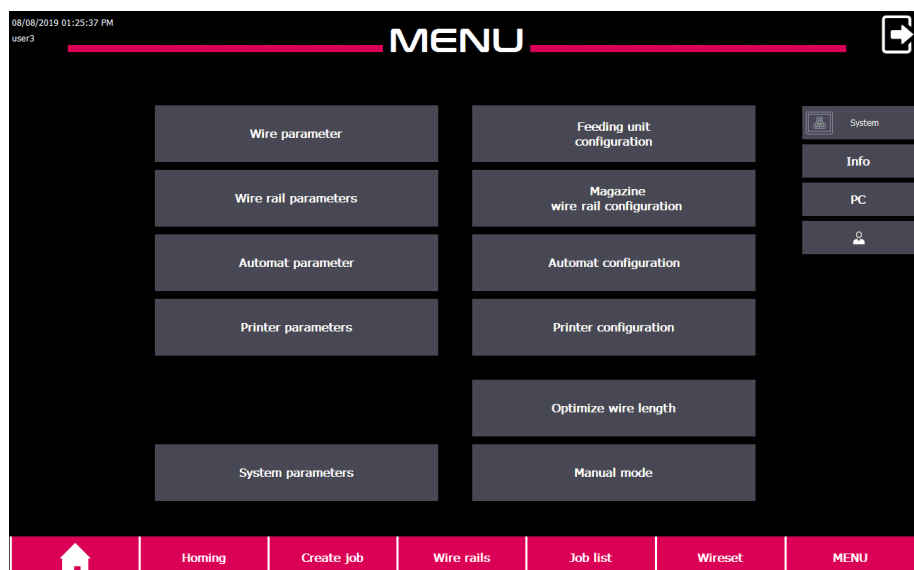 08/08/2019 01:25:37 PM
user3
MENU
Wire parameter
Feeding unit
configuration
System
Info
Wire rail parameters
Magazine
wire rail configuration
PC
Automat parameter
Automat configuration
Printer parameters
Printer configuration
Optimize wire length
System parameters
Manual mode
Homing
Create job
Wire rails
Job list
Wireset
MENU